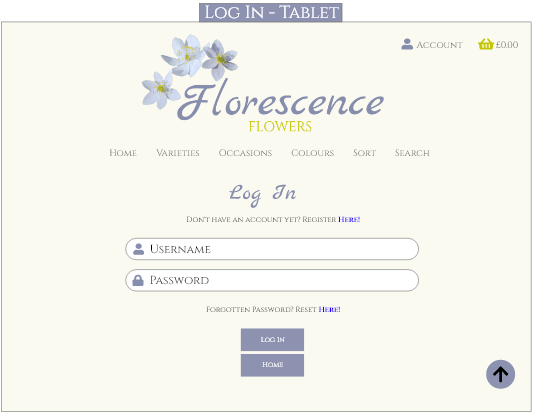 Log In - Tablet
Account £0.00
Florescence
FLOWERS
Home Varieties Occasions Colours Sort Search
Log In
Don't have an account yet? Register Here!
Username
Password
Forgotten Password? Reset Here!
Log In
Home